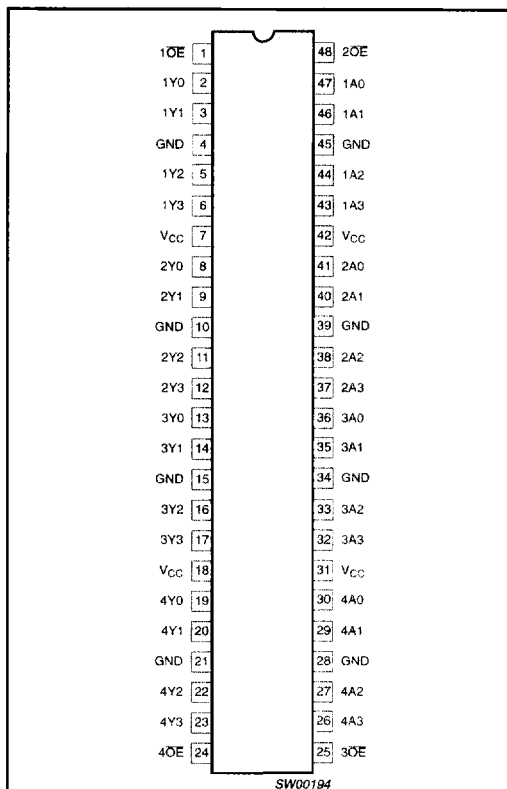 1O̅E̅ 1 48 2O̅E̅
1Y0 2 47 1A0
1Y1 3 46 1A1
GND 4 45 GND
1Y2 5 44 1A2
1Y3 6 43 1A3
VCC 7 42 VCC
2Y0 8 41 2A0
2Y1 9 40 2A1
GND 10 39 GND
2Y2 11 38 2A2
2Y3 12 37 2A3
3Y0 13 36 3A0
3Y1 14 35 3A1
GND 15 34 GND
3Y2 16 33 3A2
3Y3 17 32 3A3
VCC 18 31 VCC
4Y0 19 30 4A0
4Y1 20 29 4A1
GND 21 28 GND
4Y2 22 27 4A2
4Y3 23 26 4A3
4O̅E̅ 24 25 3O̅E̅
SW00194